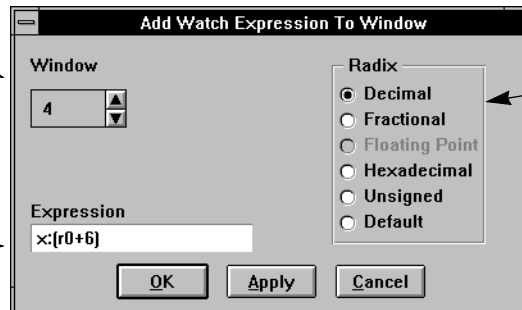 Add Watch Expression To Window
Window
4
Radix
Decimal
Fractional
Floating Point
Hexadecimal
Unsigned
Default
Expression
x:(r0+6)
OK
Apply
Cancel